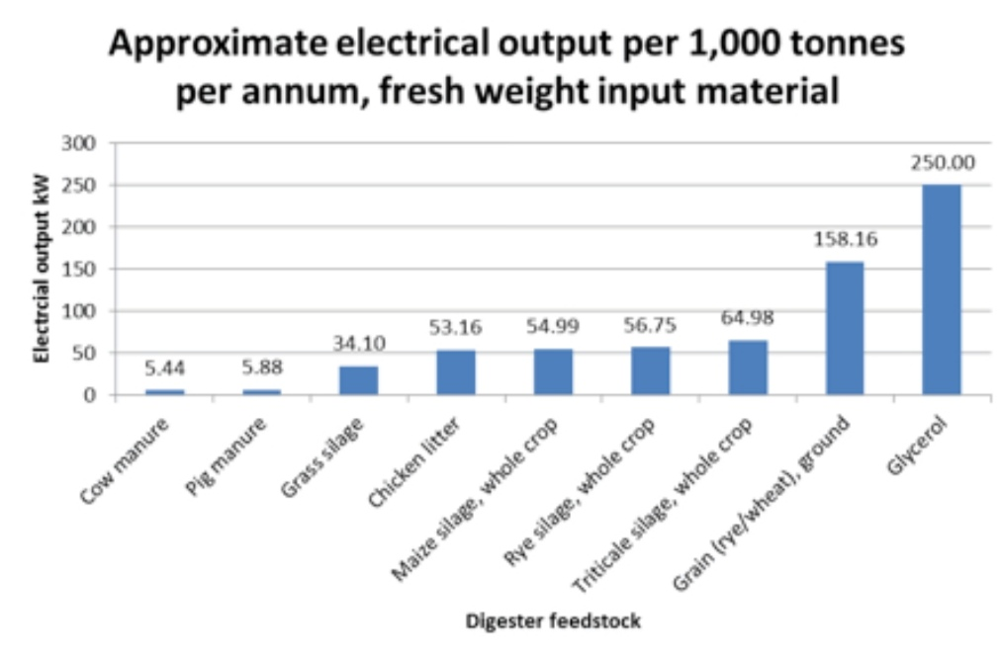 Approximate electrical output per 1,000 tonnes
per annum, fresh weight input material
Electrcial output kW
300
250
200
150
100
50
0
5.44
5.88
34.10
53.16
54.99
56.75
64.98
158.16
250.00
Cow manure
Pig manure
Grass silage
Chicken litter
Maize silage, whole crop
Rye silage, whole crop
Triticale silage, whole crop
Grain (rye/wheat), ground
Glycerol
Digester feedstock